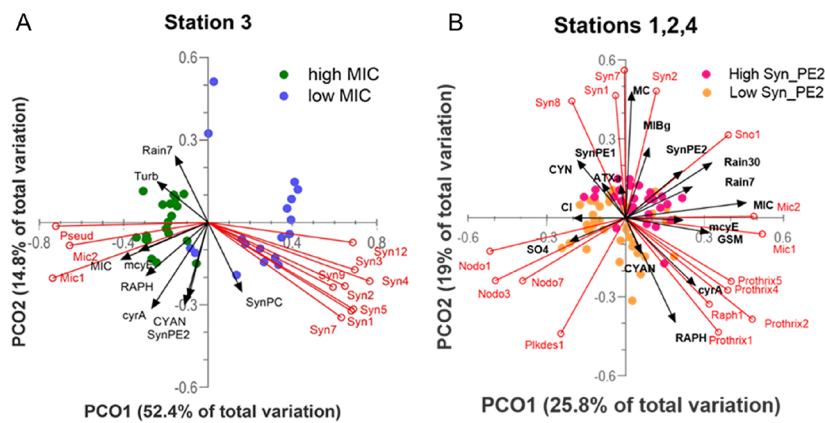 A
Station 3
high MIC
low MIC
0.6
0.3
-0.3
-0.6
-0.8
-0.4
0.4
0.8
Rain7
Turb
Pseud
Mic2
MIC
Mic1
mcyE
RAPH
cyrA
CYAN
SynPE2
SynPC
Syn12
Syn3
Syn4
Syn9
Syn2
Syn5
Syn1
Syn7
PCO2 (14.8% of total variation)
PCO1 (52.4% of total variation)
B
Stations 1,2,4
High Syn_PE2
Low Syn_PE2
0.6
0.3
-0.3
-0.6
-0.6
-0.3
0.3
0.6
Syn7
Syn2
Syn1
Syn8
MC
MIBg
SynPE1
SynPE2
Sno1
CYN
ATX
Rain30
Rain7
CI
MIC
Mic2
mcyE
GSM
Mic1
SO4
Nodo1
Nodo3
Nodo7
CYAN
cyrA
Prothrix5
Prothrix4
Raph1
Prothrix2
RAPH
Prothrix1
Plkdes1
PCO2 (19% of total variation)
PCO1 (25.8% of total variation)